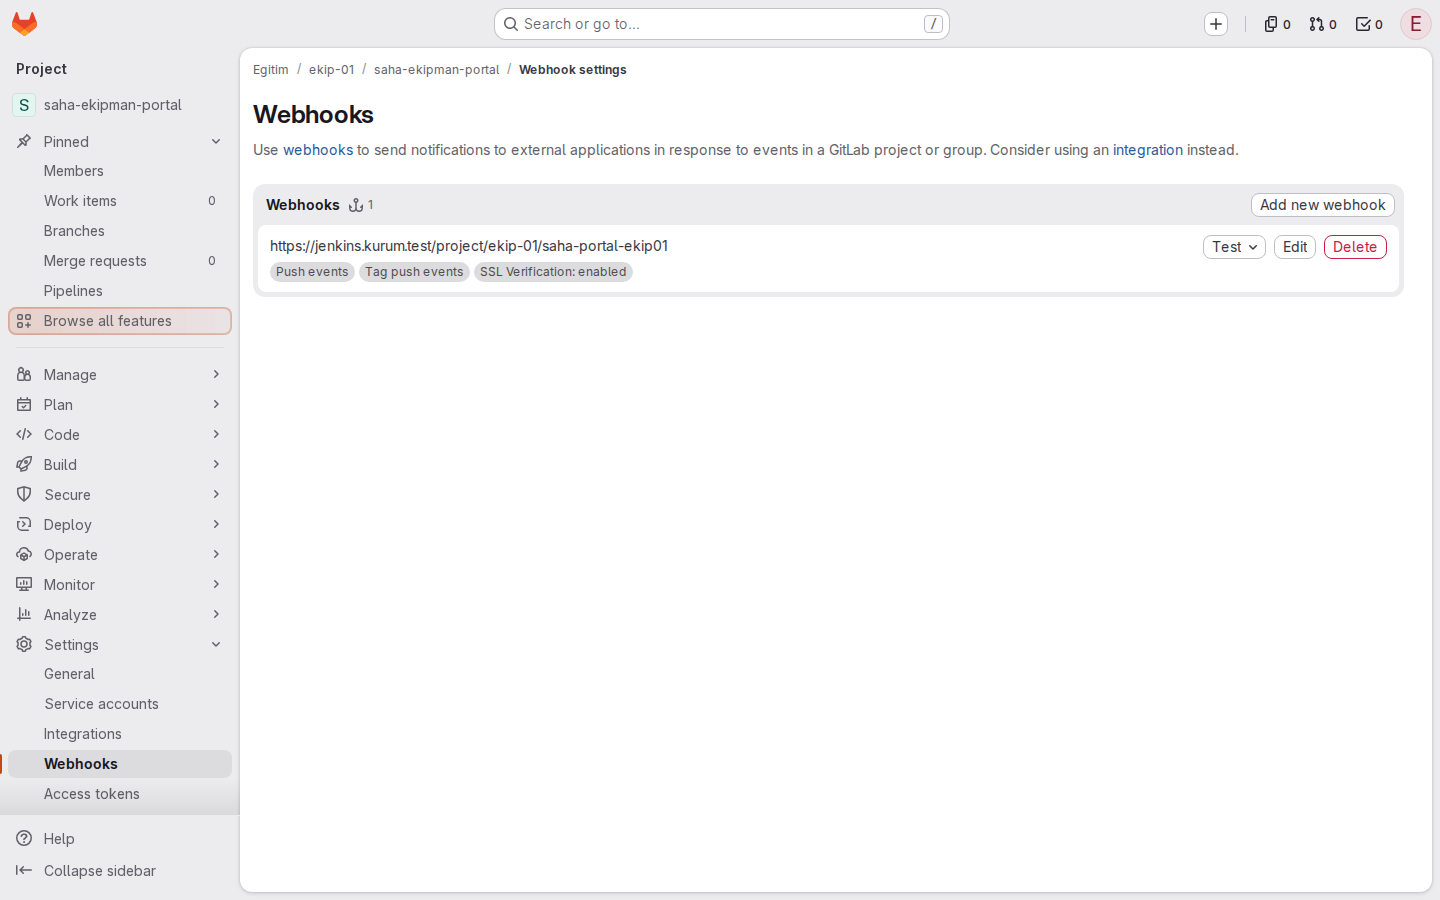 Search or go to...
/
0
0
0
E
Project
S
saha-ekipman-portal
Pinned
Members
Work items 0
Branches
Merge requests 0
Pipelines
Browse all features
Manage
Plan
Code
Build
Secure
Deploy
Operate
Monitor
Analyze
Settings
General
Service accounts
Integrations
Webhooks
Access tokens
Help
Collapse sidebar
Egitim / ekip-01 / saha-ekipman-portal / Webhook settings
Webhooks
Use webhooks to send notifications to external applications in response to events in a GitLab project or group. Consider using an integration instead.
Webhooks 1
Add new webhook
https://jenkins.kurum.test/project/ekip-01/saha-portal-ekip01
Test Edit Delete
Push events Tag push events SSL Verification: enabled